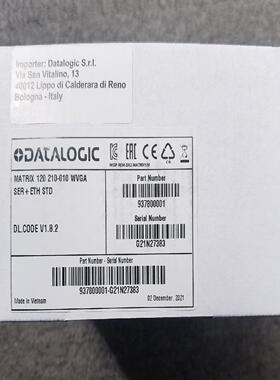 Importer: Datalogic S.r.l.
Via San Vitalino, 13
40012 Lippo di Calderara di Reno
Bologna - Italy
DATALOGIC
MATRIX 120 210-010 WVGA
SER+ETH STD
Part Number
937800001
Serial Number
G21N27383
DL.CODE V1.8.2
Part Number - Serial Number
937800001-G21N27383
Made in Vietnam
02 December, 2021